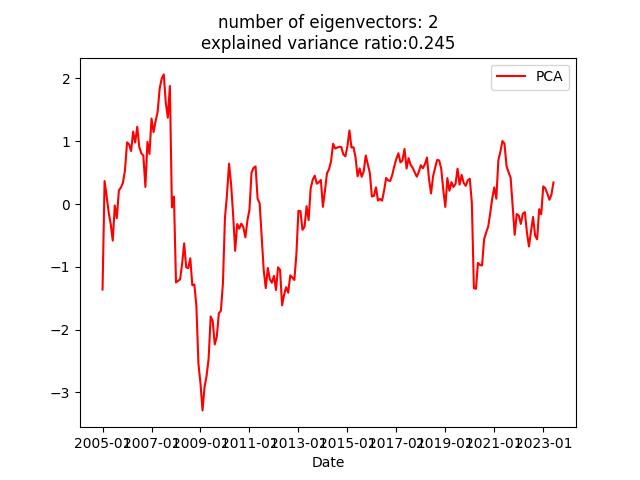 number of eigenvectors: 2
explained variance ratio:0.245
PCA
2
1
0
−1
−2
−3
2005-01 2007-01 2009-01 2011-01 2013-01 2015-01 2017-01 2019-01 2021-01 2023-01
Date